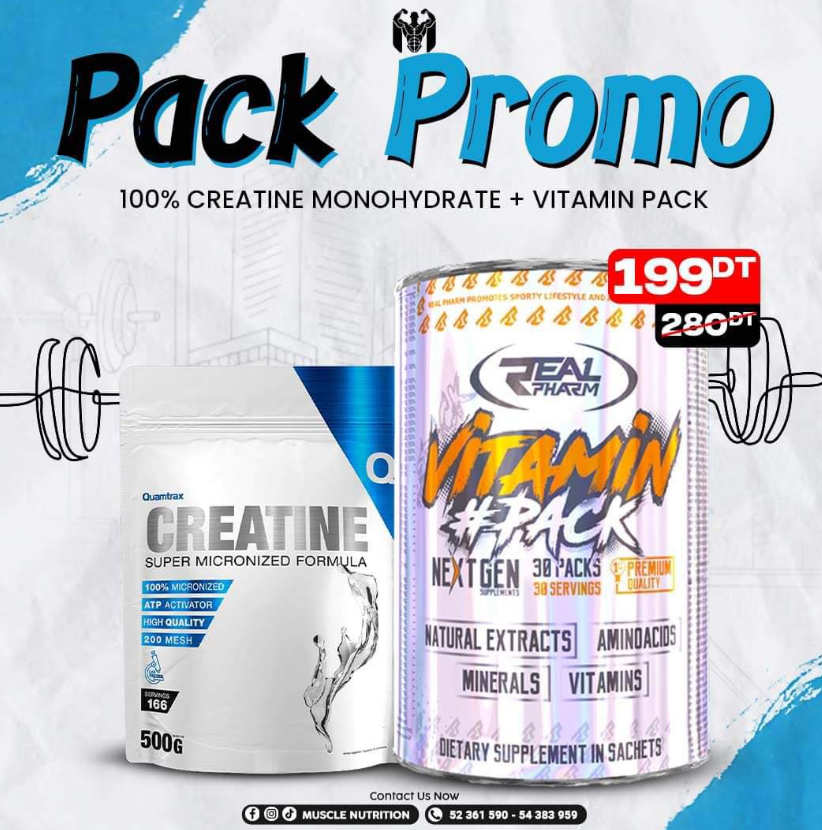 Pack Promo
100% CREATINE MONOHYDRATE + VITAMIN PACK
199DT
280DT
REAL PHARM PROMOTES SPORTY LIFESTYLE AND
REAL
PHARM
VITAMIN
#PACK
NEXTGEN
SUPPLEMENTS
30 PACKS
30 SERVINGS
1st PREMIUM
QUALITY
NATURAL EXTRACTS
AMINOACIDS
MINERALS
VITAMINS
DIETARY SUPPLEMENT IN SACHETS
Q
Quamtrax
CREATINE
SUPER MICRONIZED FORMULA
100% MICRONIZED
ATP ACTIVATOR
HIGH QUALITY
200 MESH
SERVINGS
166
500G
Contact Us Now
MUSCLE NUTRITION
52 361 590 - 54 383 959